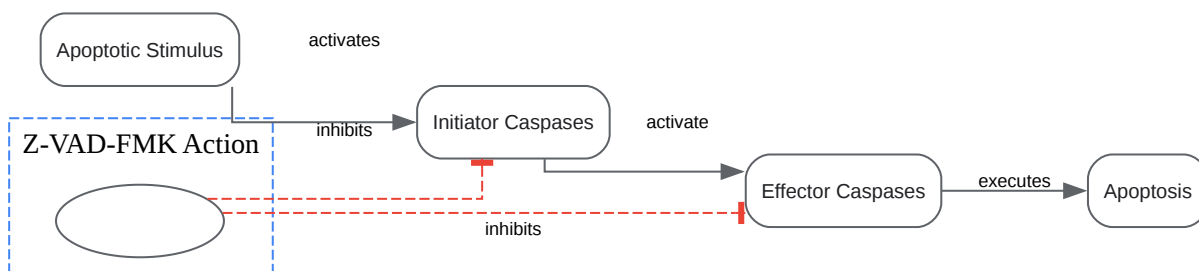 Apoptotic Stimulus
activates
Z-VAD-FMK Action
inhibits
Initiator Caspases
activate
inhibits
Effector Caspases
executes
Apoptosis